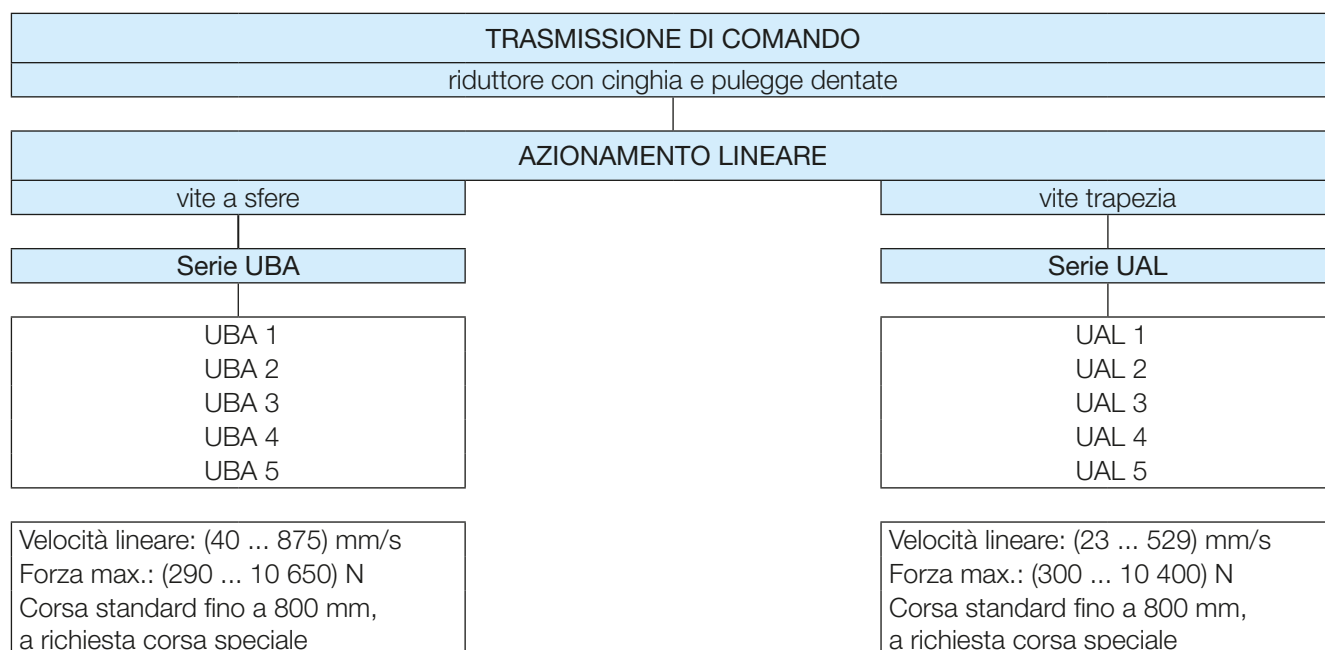 TRASMISSIONE DI COMANDO
riduttore con cinghia e pulegge dentate
AZIONAMENTO LINEARE
vite a sfere
vite trapezia
Serie UBA
Serie UAL
UBA 1
UBA 2
UBA 3
UBA 4
UBA 5
UAL 1
UAL 2
UAL 3
UAL 4
UAL 5
Velocità lineare: (40 ... 875) mm/s
Forza max.: (290 ... 10 650) N
Corsa standard fino a 800 mm,
a richiesta corsa speciale
Velocità lineare: (23 ... 529) mm/s
Forza max.: (300 ... 10 400) N
Corsa standard fino a 800 mm,
a richiesta corsa speciale